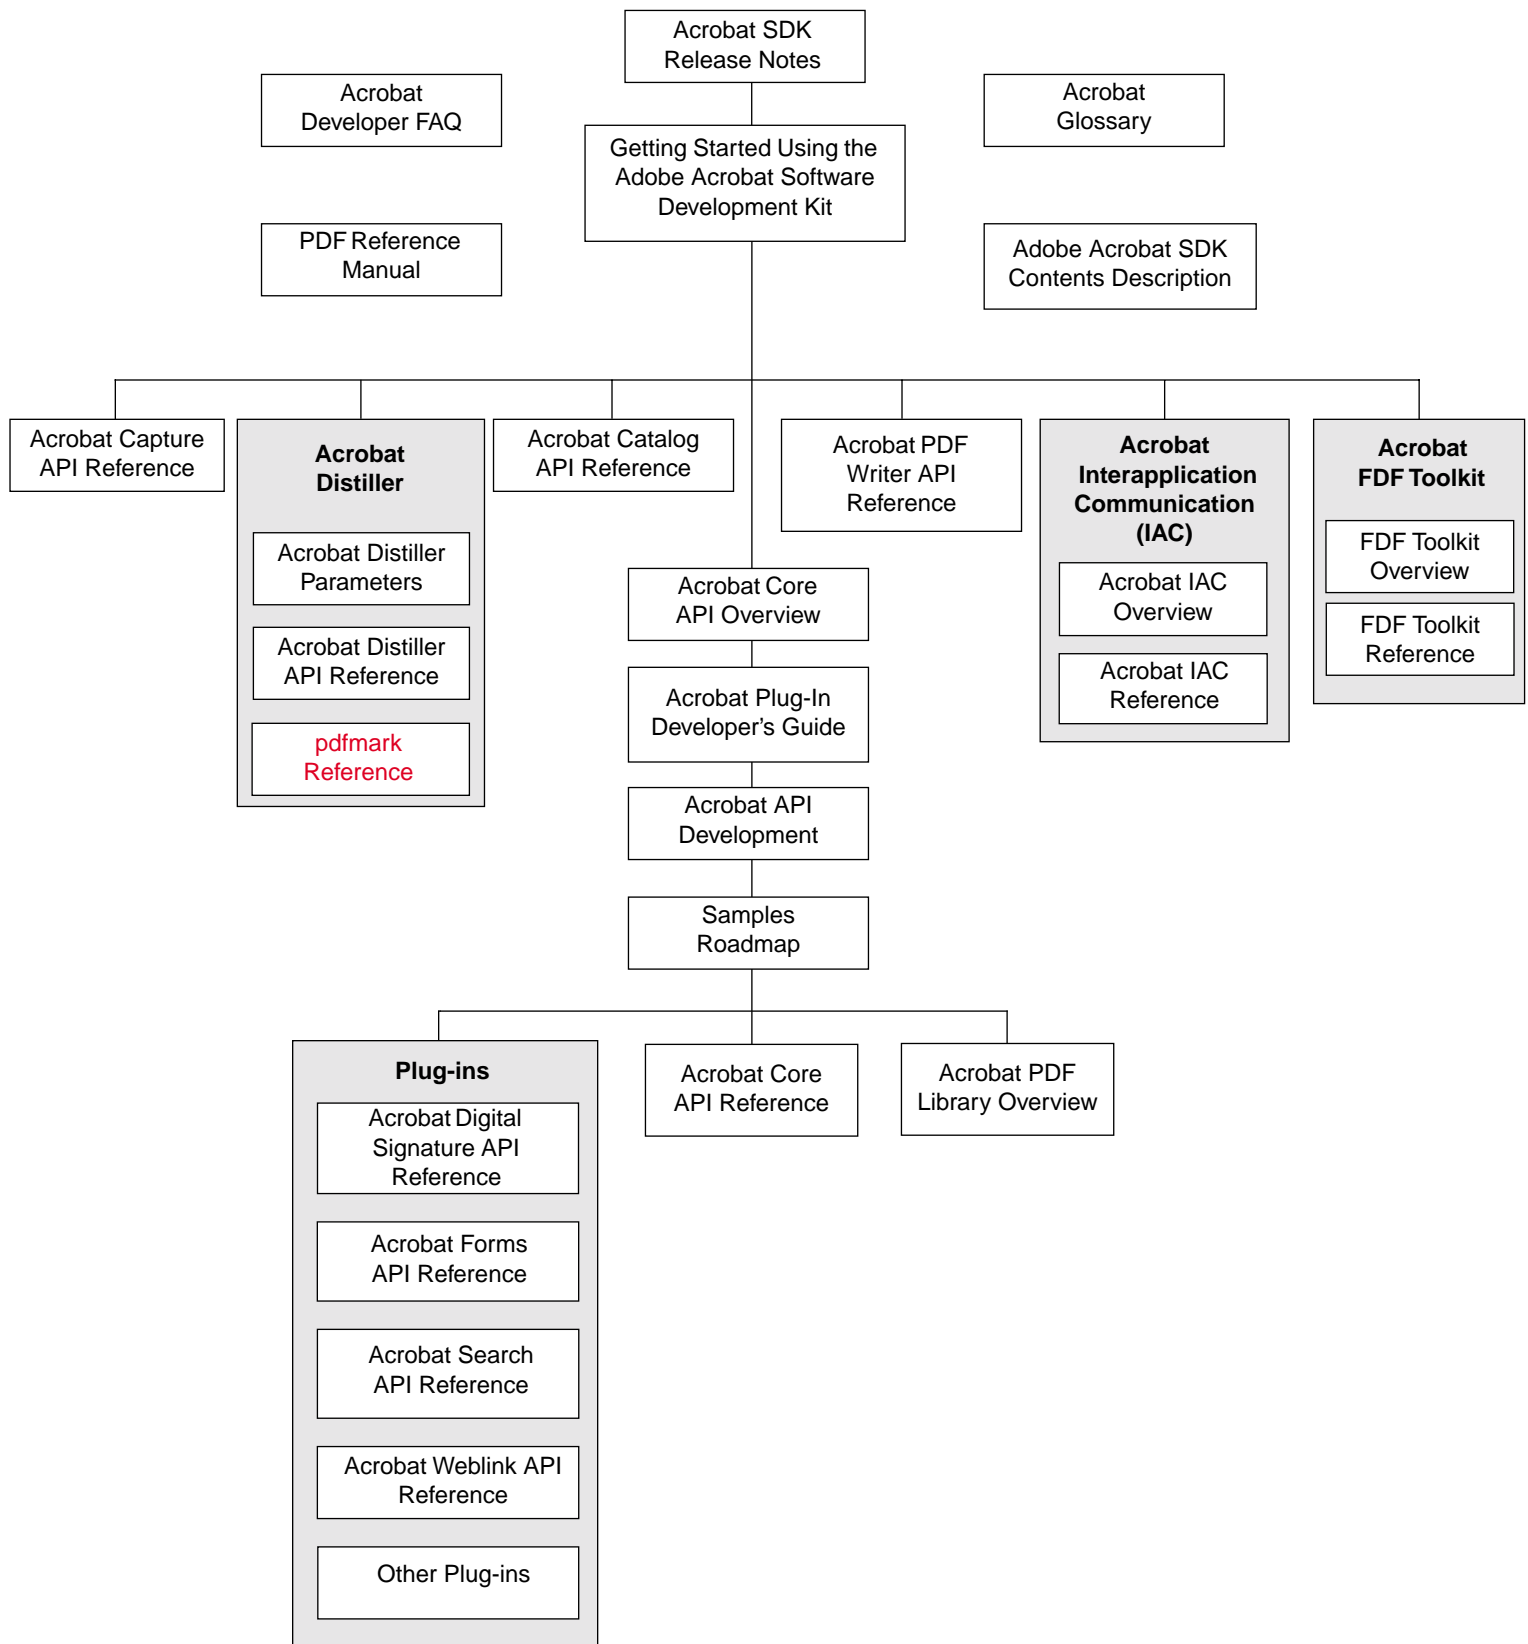 Acrobat SDK
Release Notes
Acrobat
Developer FAQ
Acrobat
Glossary
Getting Started Using the
Adobe Acrobat Software
Development Kit
PDF Reference
Manual
Adobe Acrobat SDK
Contents Description
Acrobat Capture
API Reference
Acrobat
Distiller
Acrobat Distiller
Parameters
Acrobat Distiller
API Reference
pdfmark
Reference
Acrobat Catalog
API Reference
Acrobat PDF
Writer API
Reference
Acrobat
Interapplication
Communication
(IAC)
Acrobat IAC
Overview
Acrobat IAC
Reference
Acrobat
FDF Toolkit
FDF Toolkit
Overview
FDF Toolkit
Reference
Acrobat Core
API Overview
Acrobat Plug-In
Developer’s Guide
Acrobat API
Development
Samples
Roadmap
Plug-ins
Acrobat Digital
Signature API
Reference
Acrobat Forms
API Reference
Acrobat Search
API Reference
Acrobat Weblink API
Reference
Other Plug-ins
Acrobat Core
API Reference
Acrobat PDF
Library Overview